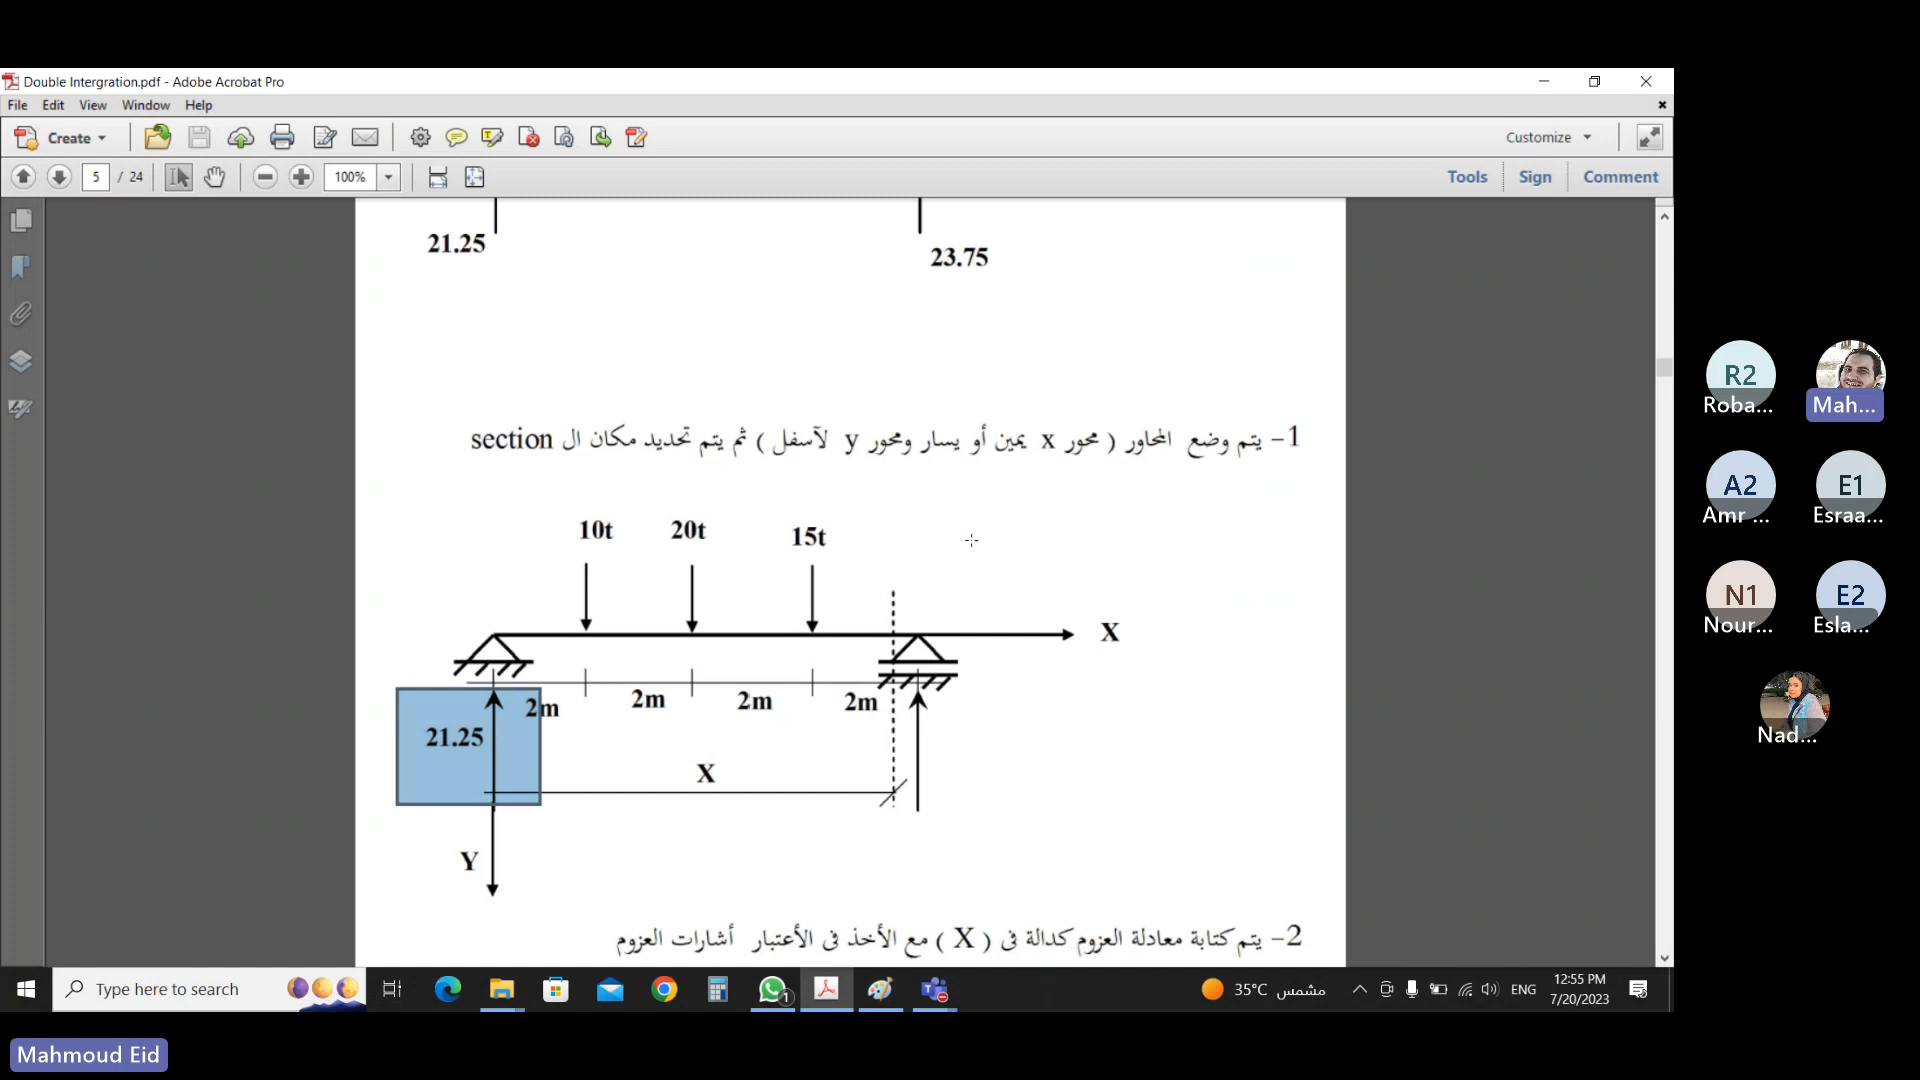 Double Intergration.pdf - Adobe Acrobat Pro
File Edit View Window Help
Create
Customize
5 / 24
100%
Tools Sign Comment
21.25
23.75
1- يتم وضع المحاور ( محور x يمين أو يسار ومحور y لآسفل ) ثم يتم تحديد مكان ال section
10t 20t 15t
X
2m 2m 2m 2m
21.25
X
Y
2- يتم كتابة معادلة العزوم كدالة فى ( X ) مع الأخذ فى الأعتبار أشارات العزوم
R2
Roba...
Mah...
A2
Amr ...
E1
Esraa...
N1
Nour...
E2
Esla...
Nad...
Type here to search
1
35°C مشمس
ENG
12:55 PM
7/20/2023
Mahmoud Eid